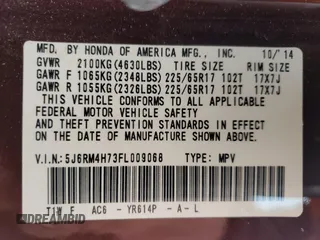 MFD. BY HONDA OF AMERICA MFG., INC. 10/'14
GVWR 2100KG(4630LBS) TIRE SIZE RIM SIZE
GAWR F 1065KG(2348LBS) 225/65R17 102T 17X7J
GAWR R 1055KG(2326LBS) 225/65R17 102T 17X7J
THIS VEHICLE CONFORMS TO ALL APPLICABLE
FEDERAL MOTOR VEHICLE SAFETY
AND THEFT PREVENTION STANDARDS IN EFFECT
ON THE DATE OF MANUFACTURE SHOWN ABOVE.
V.I.N: 5J6RM4H73FL009068 TYPE: MPV
T1W F AC6 - YR614P -A-L
DREAMBID